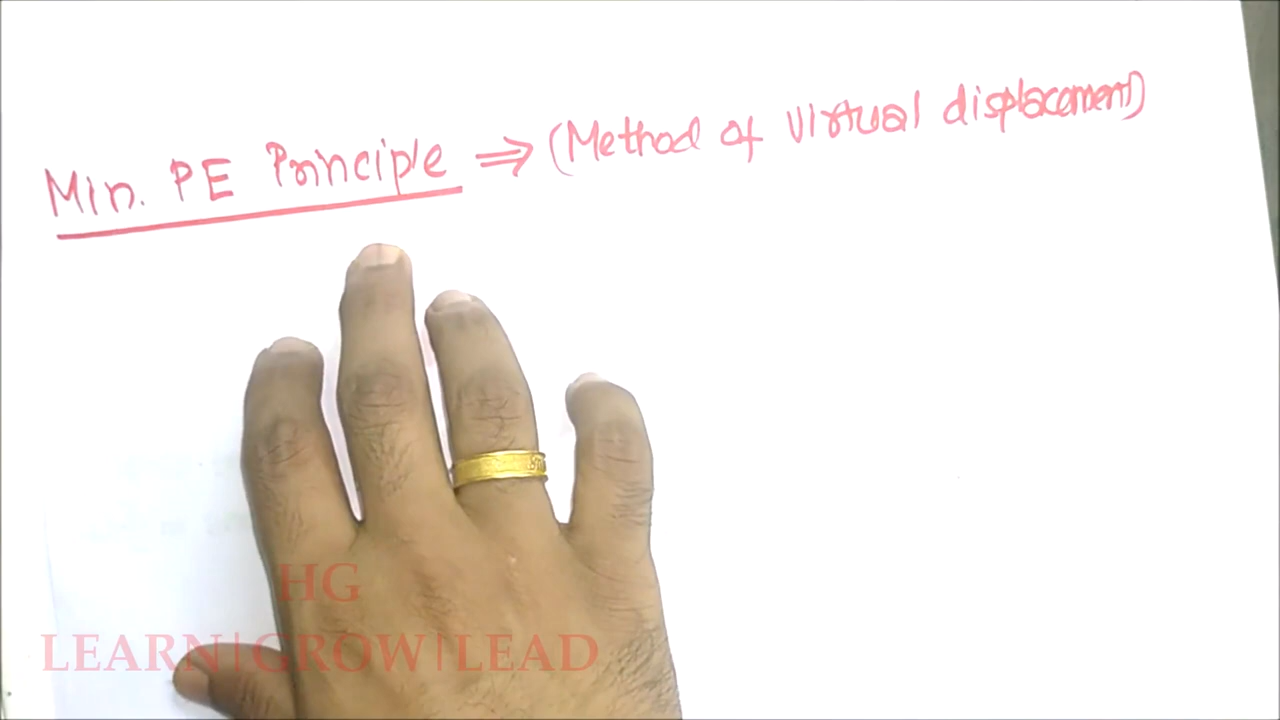 Min. PE Principle ⇒ (Method of Virtual displacement)
HG
LEARN|GROW|LEAD